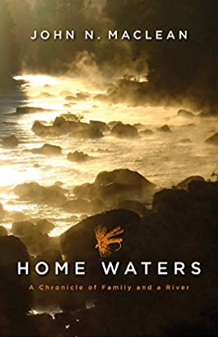 JOHN N. MACLEAN
HOME WATERS
A Chronicle of Family and a River